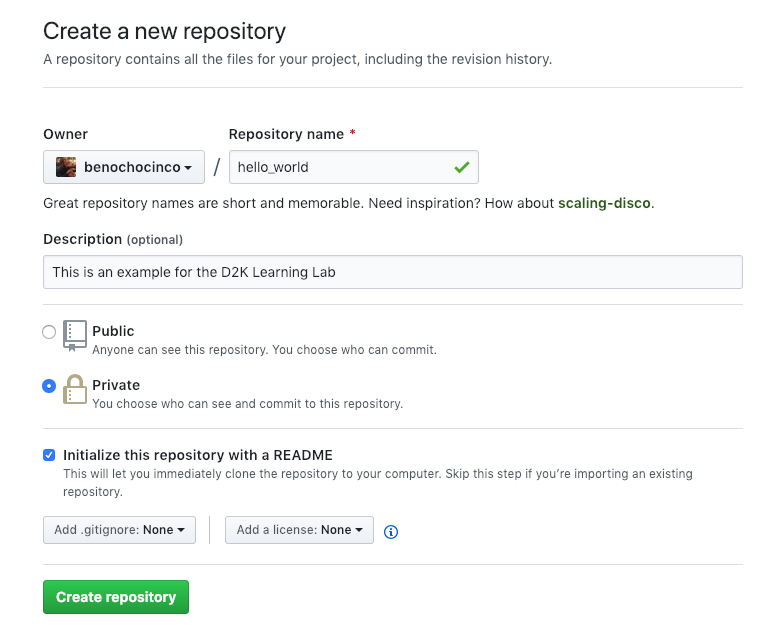 Create a new repository
A repository contains all the files for your project, including the revision history.
Owner Repository name *
benochocinco / hello_world
Great repository names are short and memorable. Need inspiration? How about scaling-disco.
Description (optional)
This is an example for the D2K Learning Lab
Public
Anyone can see this repository. You choose who can commit.
Private
You choose who can see and commit to this repository.
Initialize this repository with a README
This will let you immediately clone the repository to your computer. Skip this step if you’re importing an existing
repository.
Add .gitignore: None Add a license: None
Create repository